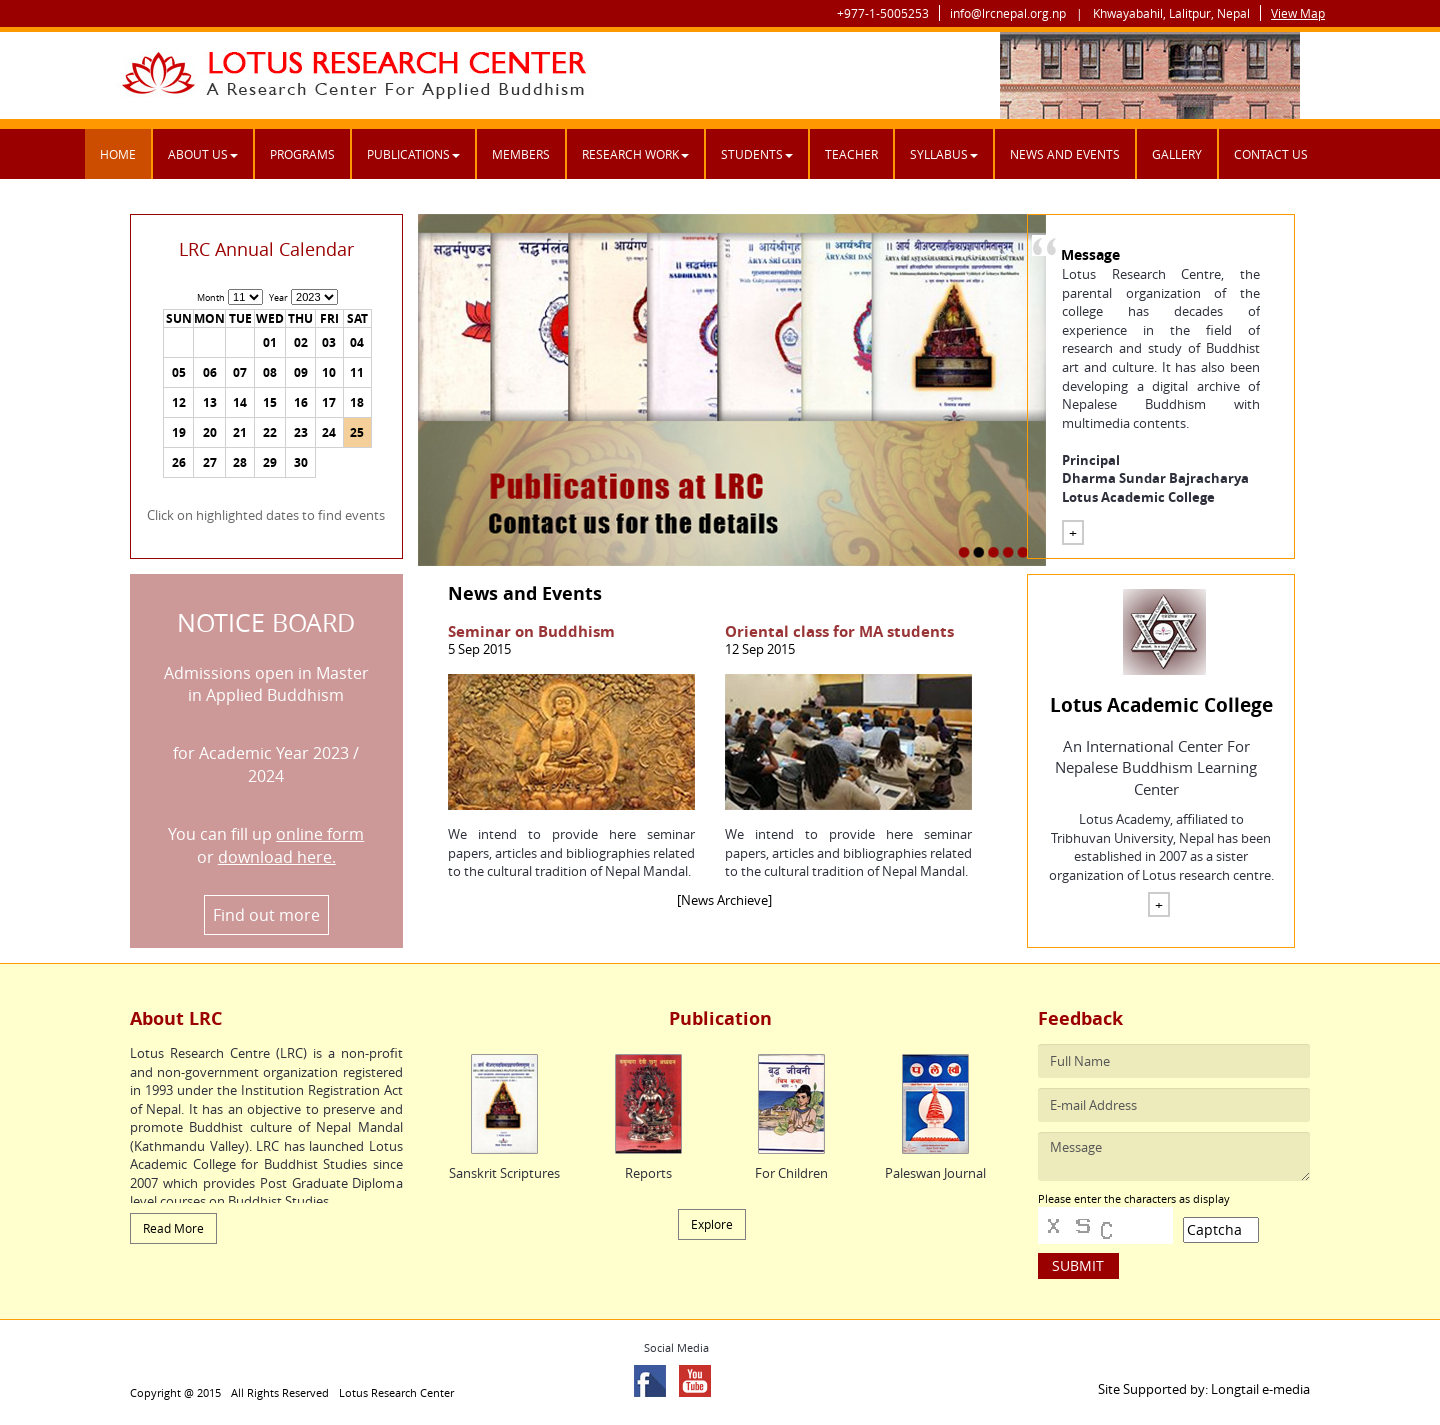 +977-1-5005253 info@lrcnepal.org.np | Khwayabahil, Lalitpur, Nepal View Map
LOTUS RESEARCH CENTER
A Research Center For Applied Buddhism
HOME ABOUT US PROGRAMS PUBLICATIONS MEMBERS RESEARCH WORK STUDENTS TEACHER SYLLABUS NEWS AND EVENTS GALLERY CONTACT US
LRC Annual Calendar
Month 11 Year 2023
SUN MON TUE WED THU FRI SAT
01 02 03 04
05 06 07 08 09 10 11
12 13 14 15 16 17 18
19 20 21 22 23 24 25
26 27 28 29 30
Click on highlighted dates to find events
Publications at LRC
Contact us for the details
Message
Lotus Research Centre, the
parental organization of the
college has decades of
experience in the field of
research and study of Buddhist
art and culture. It has also been
developing a digital archive of
Nepalese Buddhism with
multimedia contents.
Principal
Dharma Sundar Bajracharya
Lotus Academic College
+
NOTICE BOARD
Admissions open in Master
in Applied Buddhism
for Academic Year 2023 /
2024
You can fill up online form
or download here.
Find out more
News and Events
Seminar on Buddhism
5 Sep 2015
We intend to provide here seminar
papers, articles and bibliographies related
to the cultural tradition of Nepal Mandal.
Oriental class for MA students
12 Sep 2015
We intend to provide here seminar
papers, articles and bibliographies related
to the cultural tradition of Nepal Mandal.
[News Archieve]
Lotus Academic College
An International Center For
Nepalese Buddhism Learning
Center
Lotus Academy, affiliated to
Tribhuvan University, Nepal has been
established in 2007 as a sister
organization of Lotus research centre.
+
About LRC
Lotus Research Centre (LRC) is a non-profit
and non-government organization registered
in 1993 under the Institution Registration Act
of Nepal. It has an objective to preserve and
promote Buddhist culture of Nepal Mandal
(Kathmandu Valley). LRC has launched Lotus
Academic College for Buddhist Studies since
2007 which provides Post Graduate Diploma
level courses on Buddhist Studies
Read More
Publication
बुद्ध जीवनी
Sanskrit Scriptures Reports For Children Paleswan Journal
Explore
Feedback
Full Name
E-mail Address
Message
Please enter the characters as display
X S C
Captcha
SUBMIT
Social Media
You Tube
Copyright @ 2015 All Rights Reserved Lotus Research Center
Site Supported by: Longtail e-media